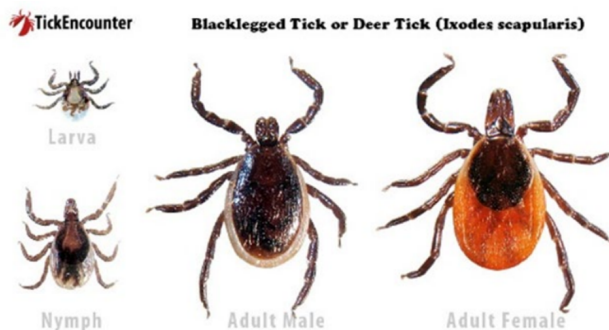 TickEncounter
Blacklegged Tick or Deer Tick (Ixodes scapularis)
Larva
Nymph
Adult Male
Adult Female